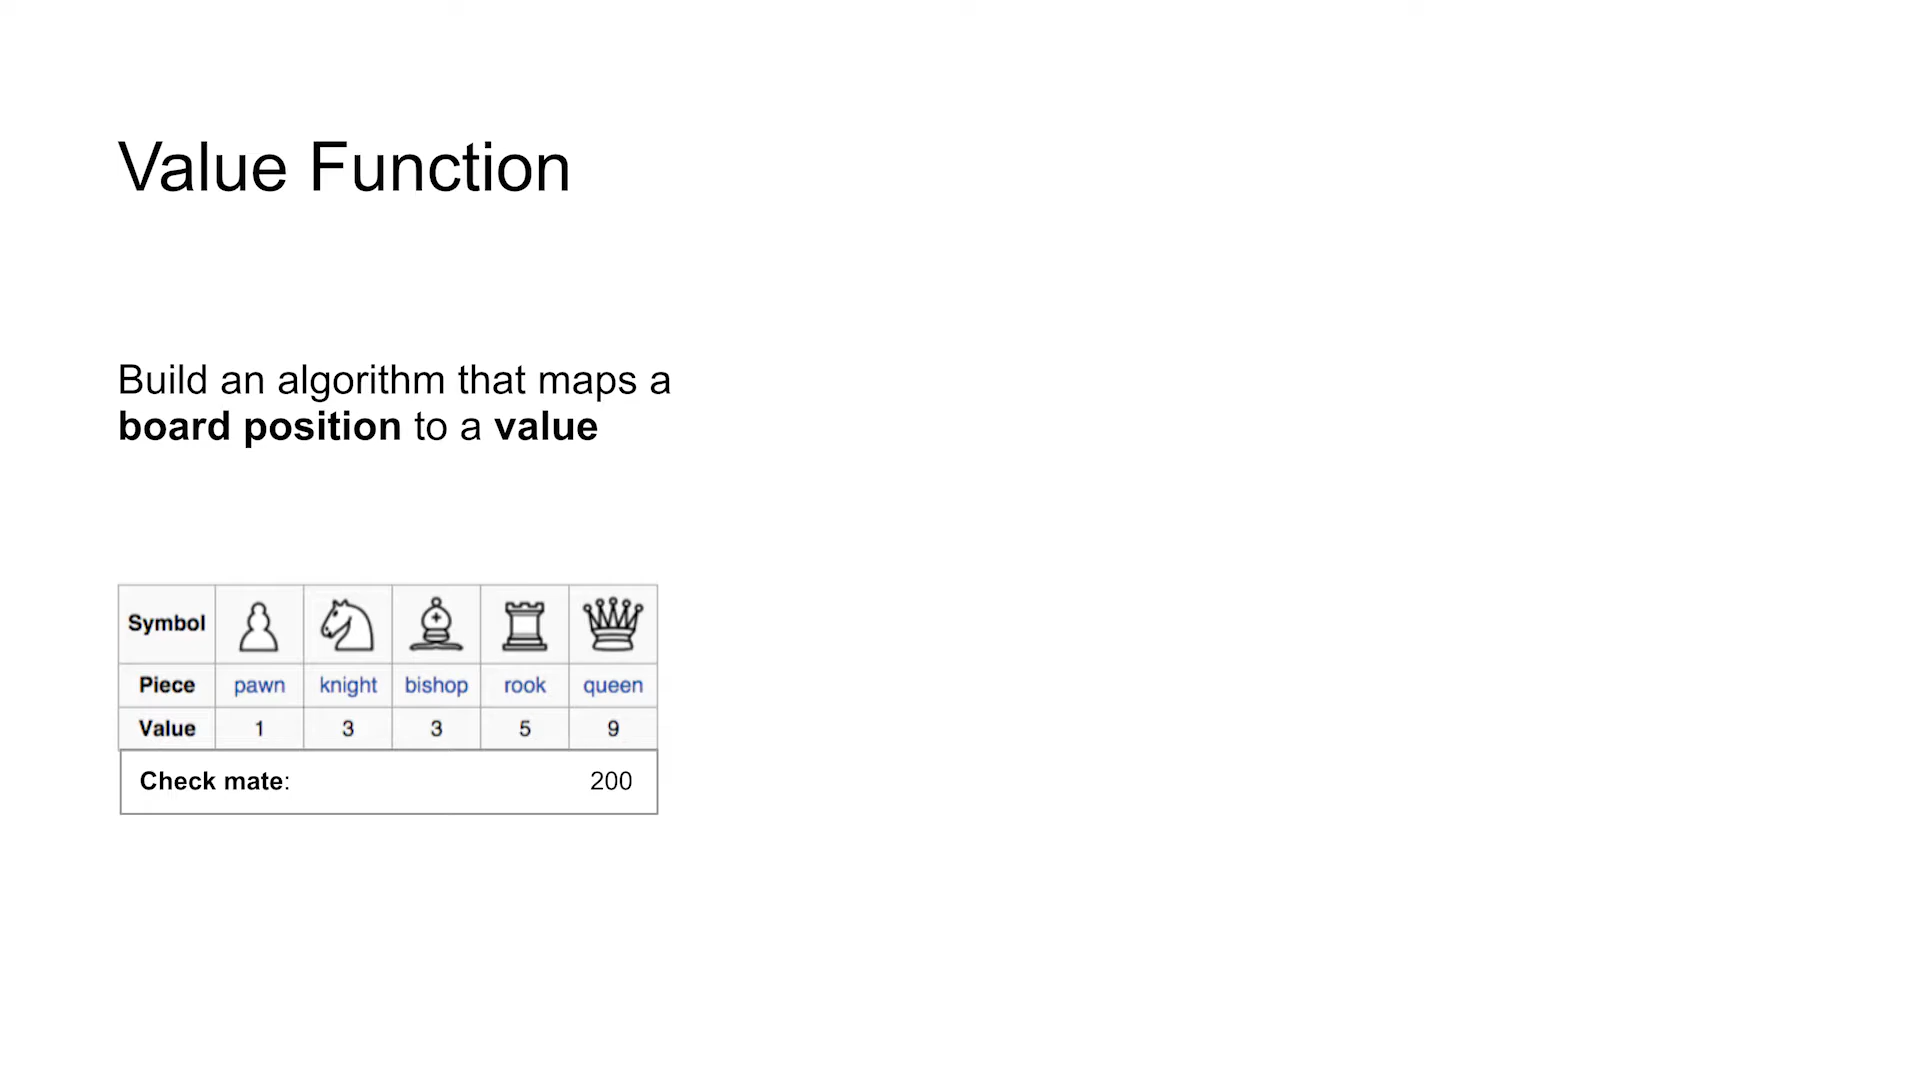 Value Function
Build an algorithm that maps a
board position to a value
Symbol
Piece pawn knight bishop rook queen
Value 1 3 3 5 9
Check mate: 200